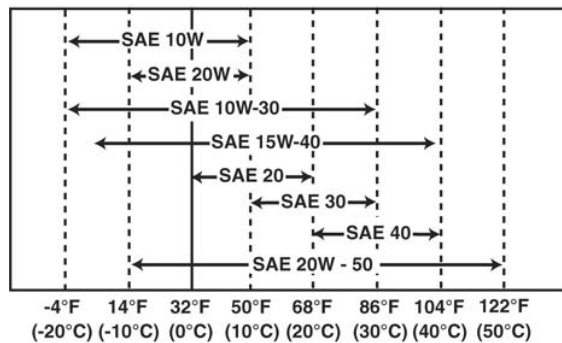 SAE 10W
SAE 20W
SAE 10W-30
SAE 15W-40
SAE 20
SAE 30
SAE 40
SAE 20W - 50
-4°F 14°F 32°F 50°F 68°F 86°F 104°F 122°F
(-20°C) (-10°C) (0°C) (10°C) (20°C) (30°C) (40°C) (50°C)